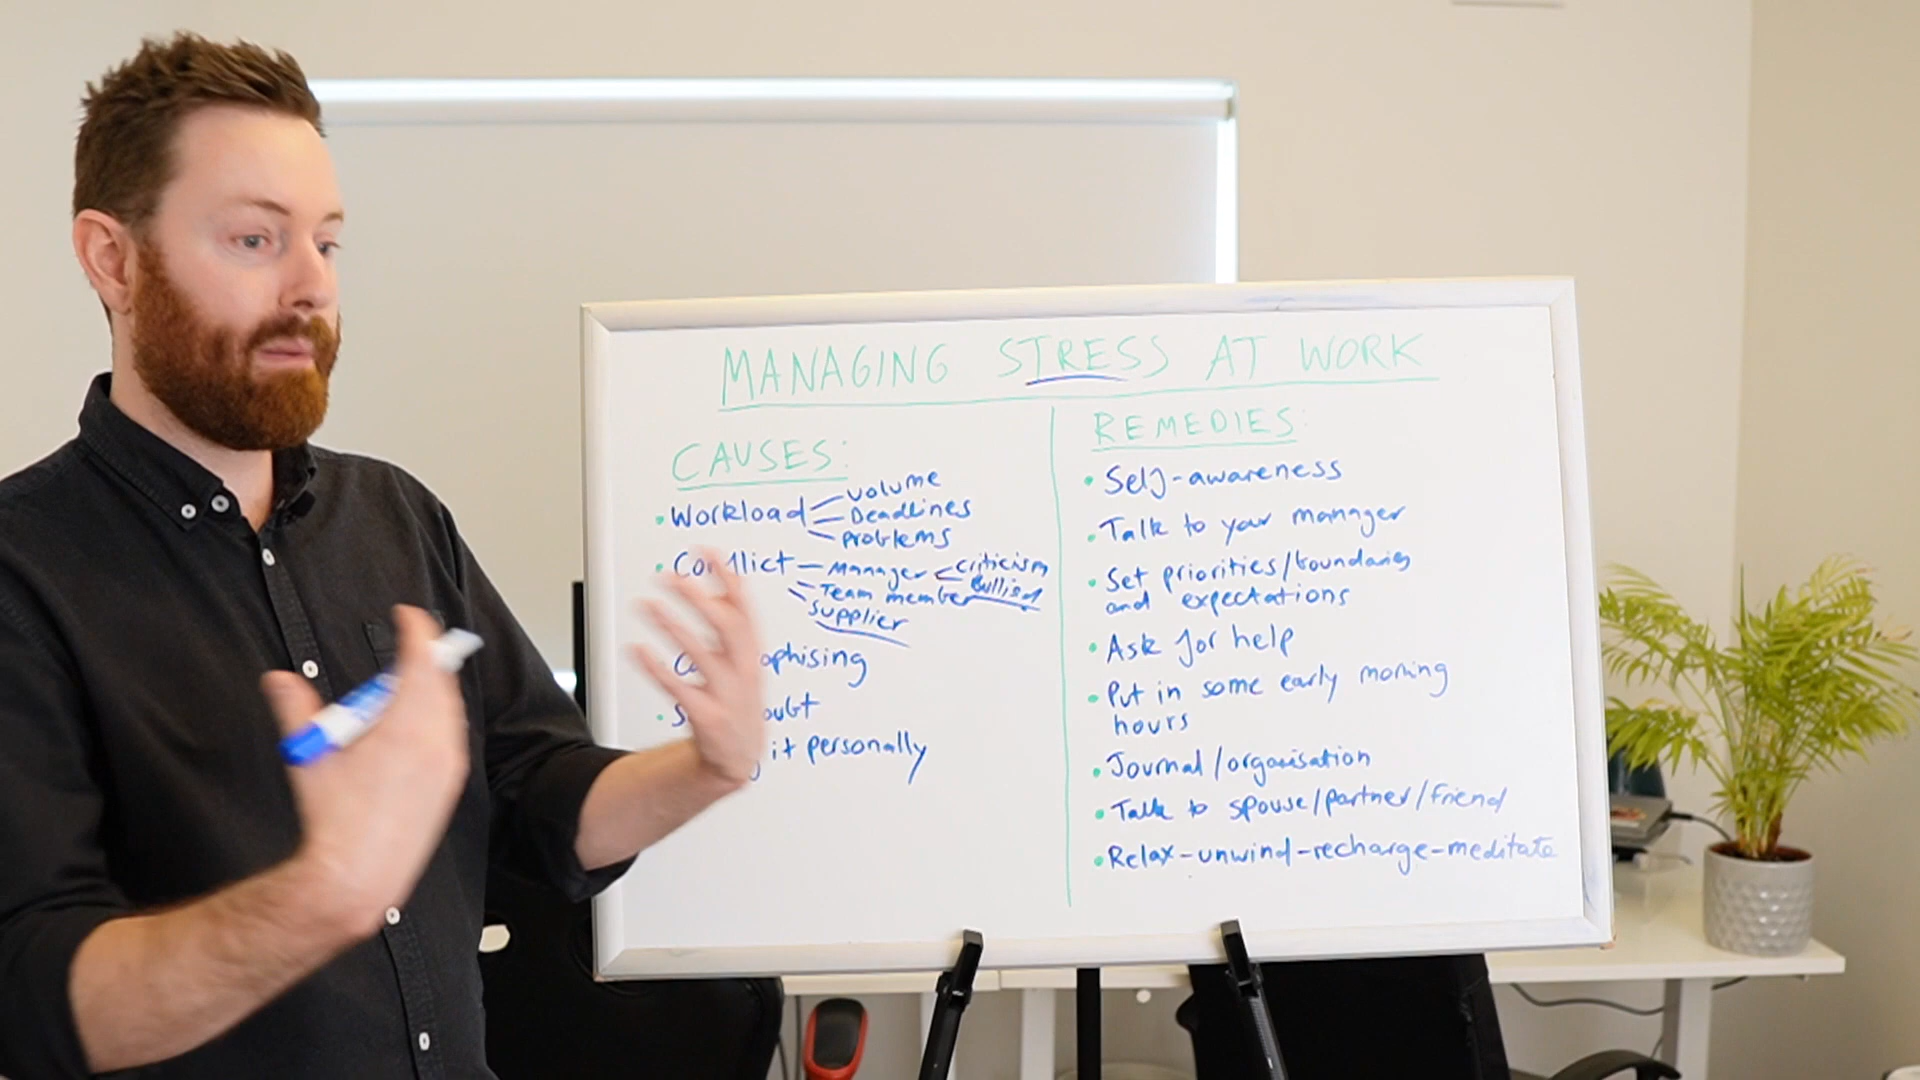 MANAGING STRESS AT WORK
CAUSES:
• Workload
volume
Deadlines
problems
• Conflict – manager
criticism
Team member
supplier
ophising
oubt
it personally
REMEDIES:
• Self-awareness
• Talk to your manager
• Set priorities/boundaries
and expectations
• Ask for help
• Put in some early morning
hours
• Journal/organisation
• Talk to spouse/partner/friend
• Relax-unwind-recharge-meditate